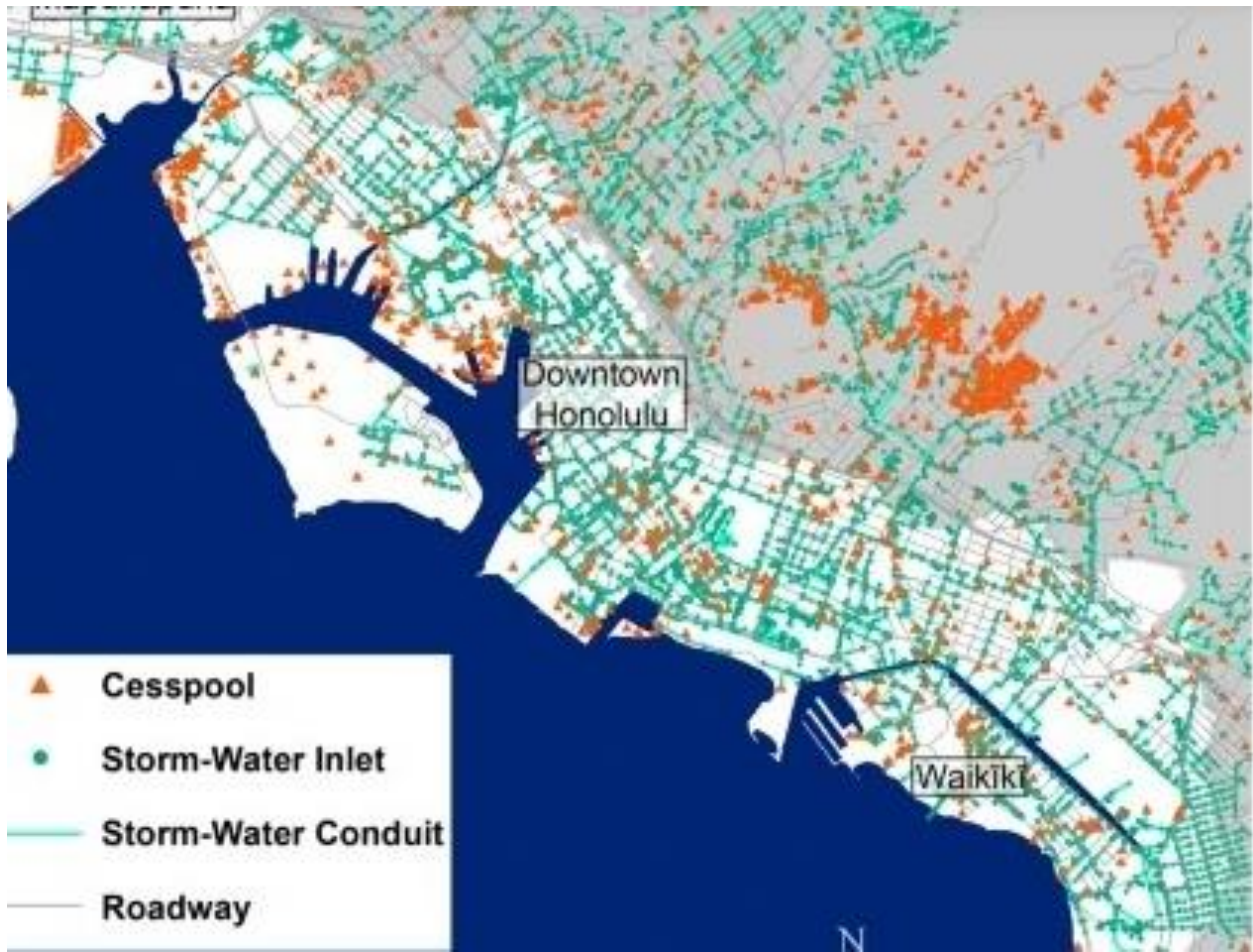 Downtown
Honolulu
Cesspool
Storm-Water Inlet
Waikīkī
Storm-Water Conduit
Roadway
N